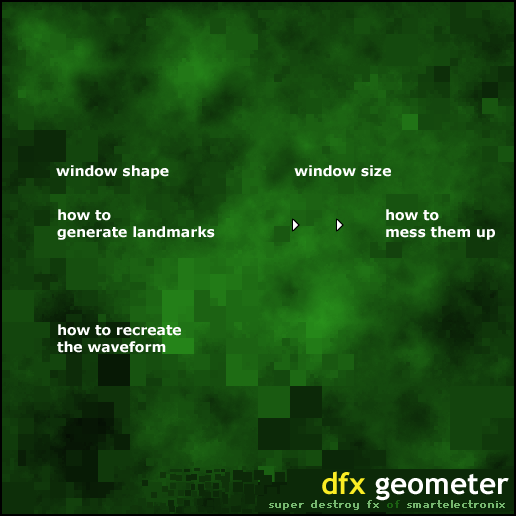 window shape
window size
how to
generate landmarks
how to
mess them up
how to recreate
the waveform
dfx geometer
super destroy fx of smartelectronix